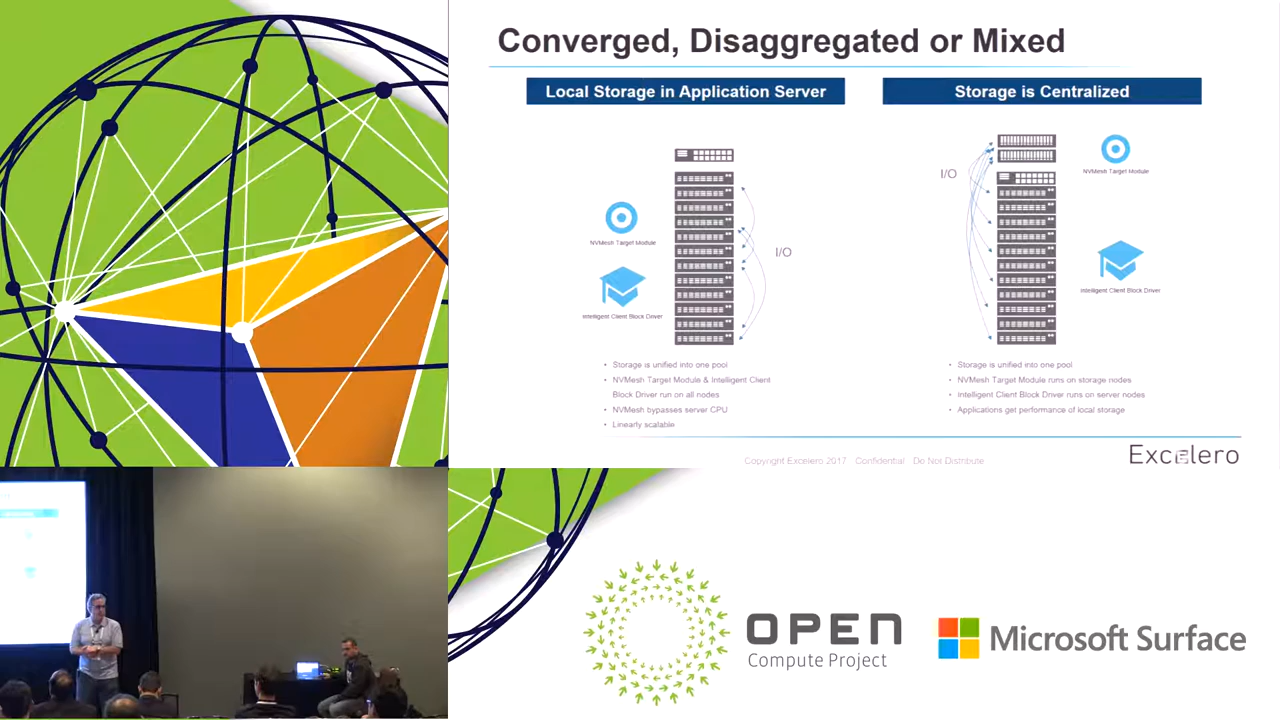 Converged, Disaggregated or Mixed
Local Storage in Application Server
NVMesh Target Module
Intelligent Client Block Driver
I/O
• Storage is unified into one pool
• NVMesh Target Module & Intelligent Client
Block Driver run on all nodes
• NVMesh bypasses server CPU
• Linearly scalable
Storage is Centralized
I/O
NVMesh Target Module
Intelligent Client Block Driver
• Storage is unified into one pool
• NVMesh Target Module runs on storage nodes
• Intelligent Client Block Driver runs on server nodes
• Applications get performance of local storage
Copyright Excelero 2017 Confidential Do Not Distribute
Excelero
OPEN
Compute Project
Microsoft Surface